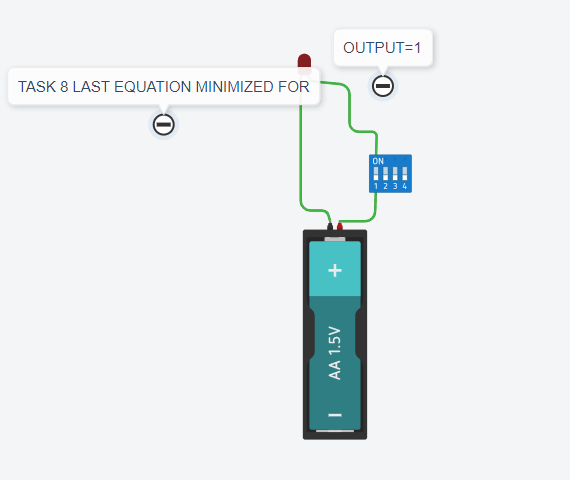 OUTPUT=1
TASK 8 LAST EQUATION MINIMIZED FOR
ON
1 2 3 4
+
AA 1.5V
−